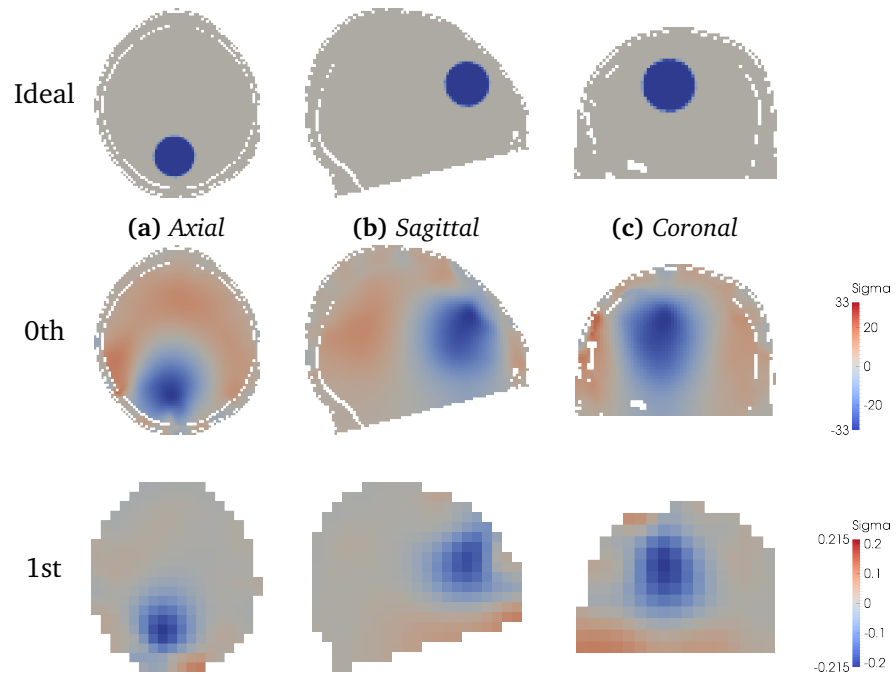 Ideal
(a) Axial
(b) Sagittal
(c) Coronal
0th
Sigma
33
20
0
-20
-33
1st
Sigma
0.215
0.2
0.1
0
-0.1
-0.215
-0.2